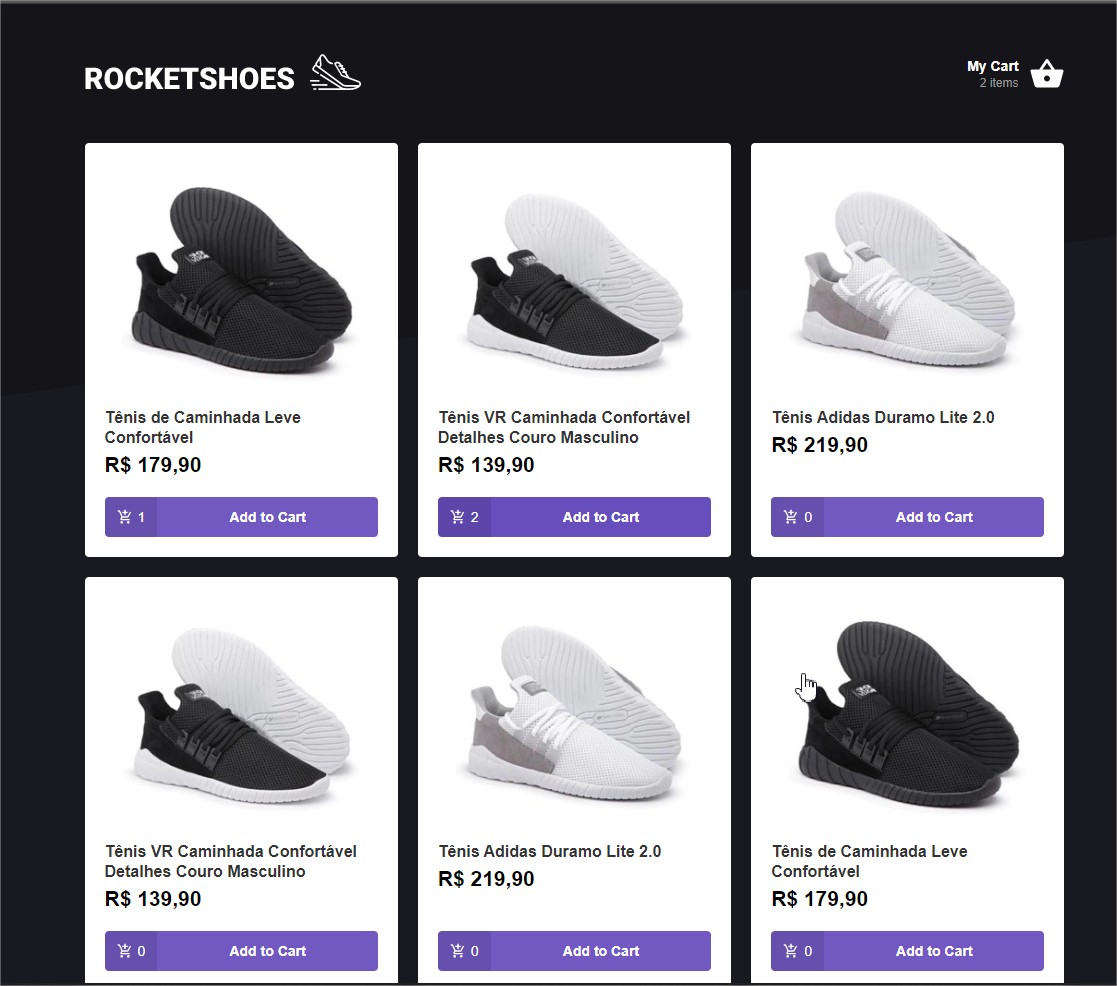 ROCKETSHOES
My Cart
2 items
Tênis de Caminhada Leve
Confortável
R$ 179,90
1 Add to Cart
Tênis VR Caminhada Confortável
Detalhes Couro Masculino
R$ 139,90
2 Add to Cart
Tênis Adidas Duramo Lite 2.0
R$ 219,90
0 Add to Cart
Tênis VR Caminhada Confortável
Detalhes Couro Masculino
R$ 139,90
0 Add to Cart
Tênis Adidas Duramo Lite 2.0
R$ 219,90
0 Add to Cart
Tênis de Caminhada Leve
Confortável
R$ 179,90
0 Add to Cart